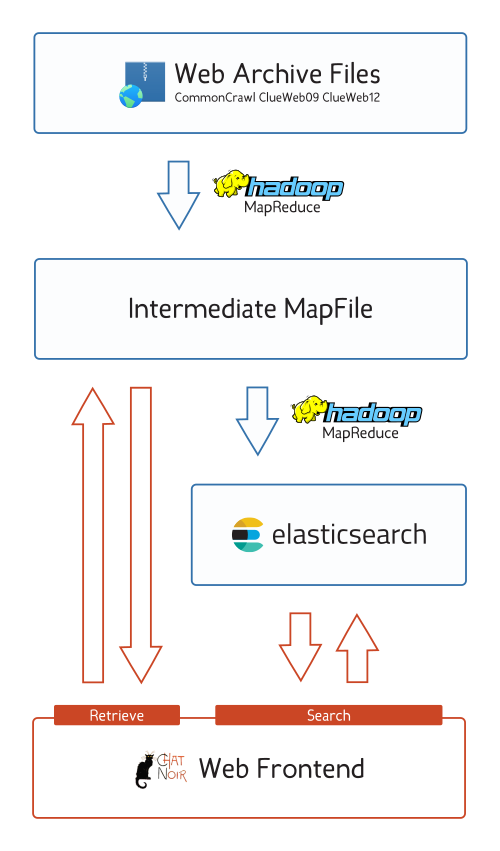 Web Archive Files
CommonCrawl ClueWeb09 ClueWeb12
hadoop
MapReduce
Intermediate MapFile
hadoop
MapReduce
elasticsearch
Retrieve
Search
CHAT
NOIR
Web Frontend